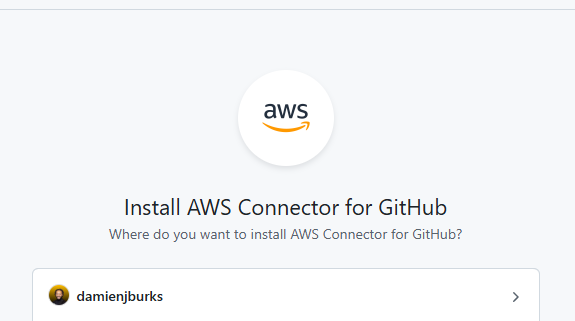 aws
Install AWS Connector for GitHub
Where do you want to install AWS Connector for GitHub?
damienjburks